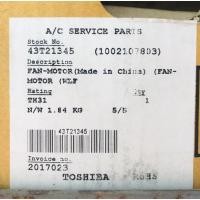 A/C SERVICE PARTS
Stock No.
43T21345 (1002107803)
Description
FAN-MOTOR(Made in China) (FAN-
MOTOR (WLF
Rating
TK31 1
N/W 1.84 KG 5/5
43T21345
Invoice no.
2017023
TOSHIBA RoHS